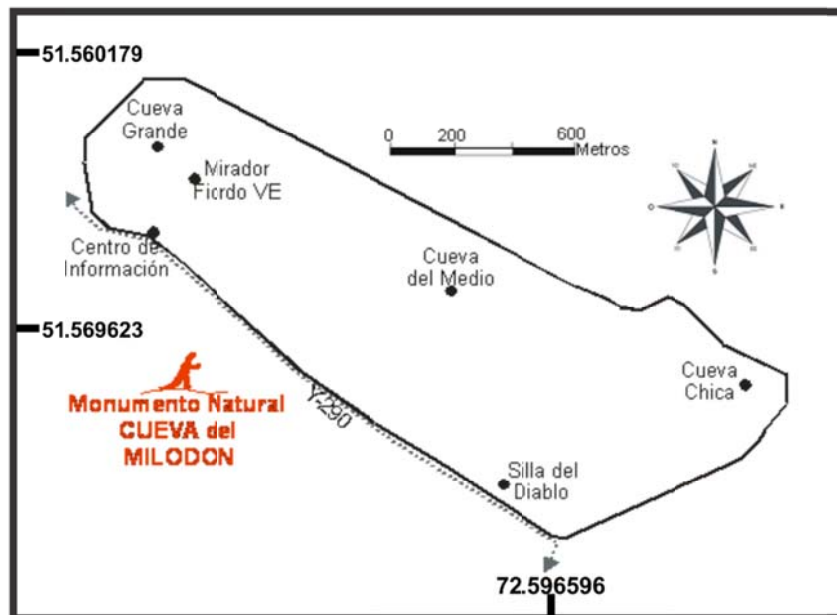 51.560179
Cueva
Grande
0 200 600
Metros
Mirador
Ficrdo VE
Centro de
Información
Cueva
del Medio
51.569623
Cueva
Chica
Monumento Natural
CUEVA del
MILODON
Y-290
Silla del
Diablo
72.596596